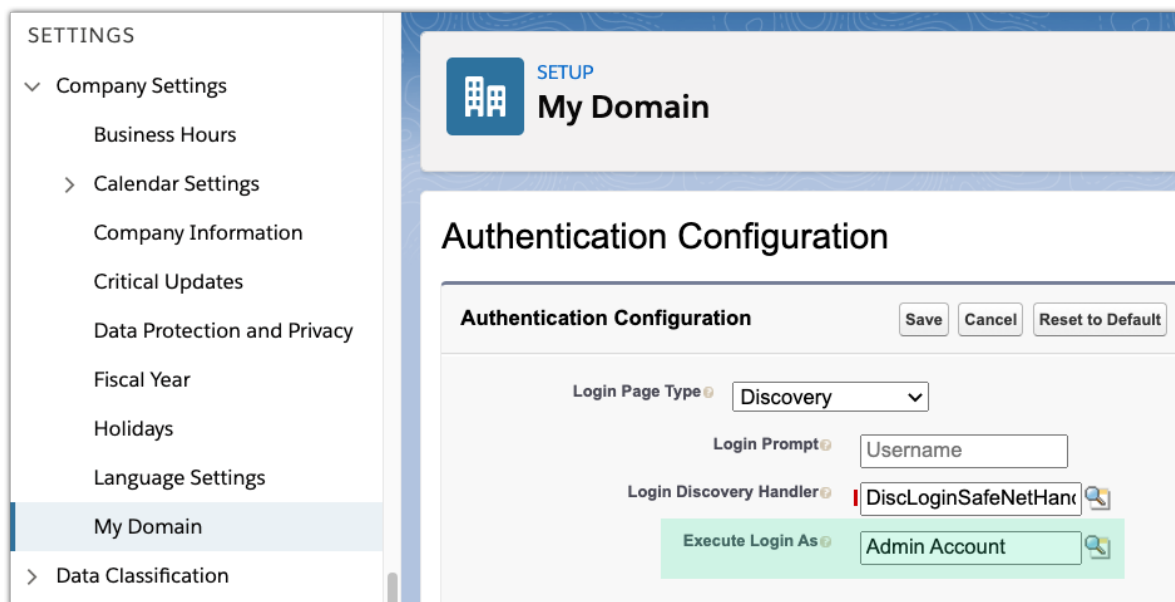 SETTINGS
Company Settings
Business Hours
Calendar Settings
Company Information
Critical Updates
Data Protection and Privacy
Fiscal Year
Holidays
Language Settings
My Domain
Data Classification
SETUP
My Domain
Authentication Configuration
Authentication Configuration
Save Cancel Reset to Default
Login Page Type Discovery
Login Prompt Username
Login Discovery Handler DiscLoginSafeNetHand
Execute Login As Admin Account